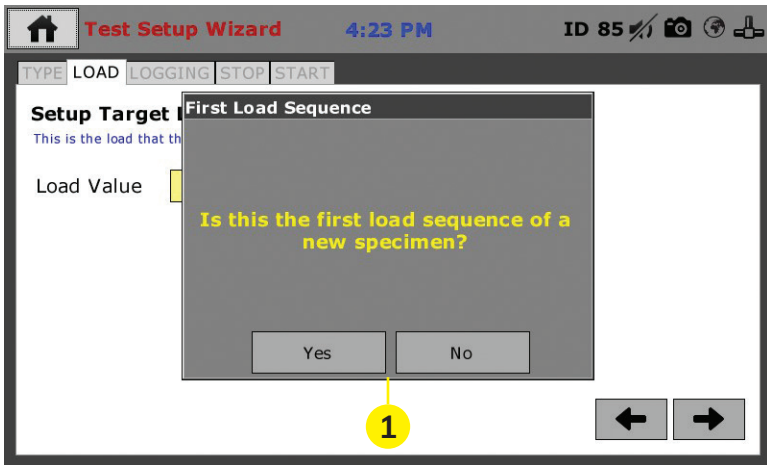 Test Setup Wizard 4:23 PM ID 85
TYPE LOAD LOGGING STOP START
Setup Target
This is the load that th
Load Value
First Load Sequence
Is this the first load sequence of a
new specimen?
Yes No
1